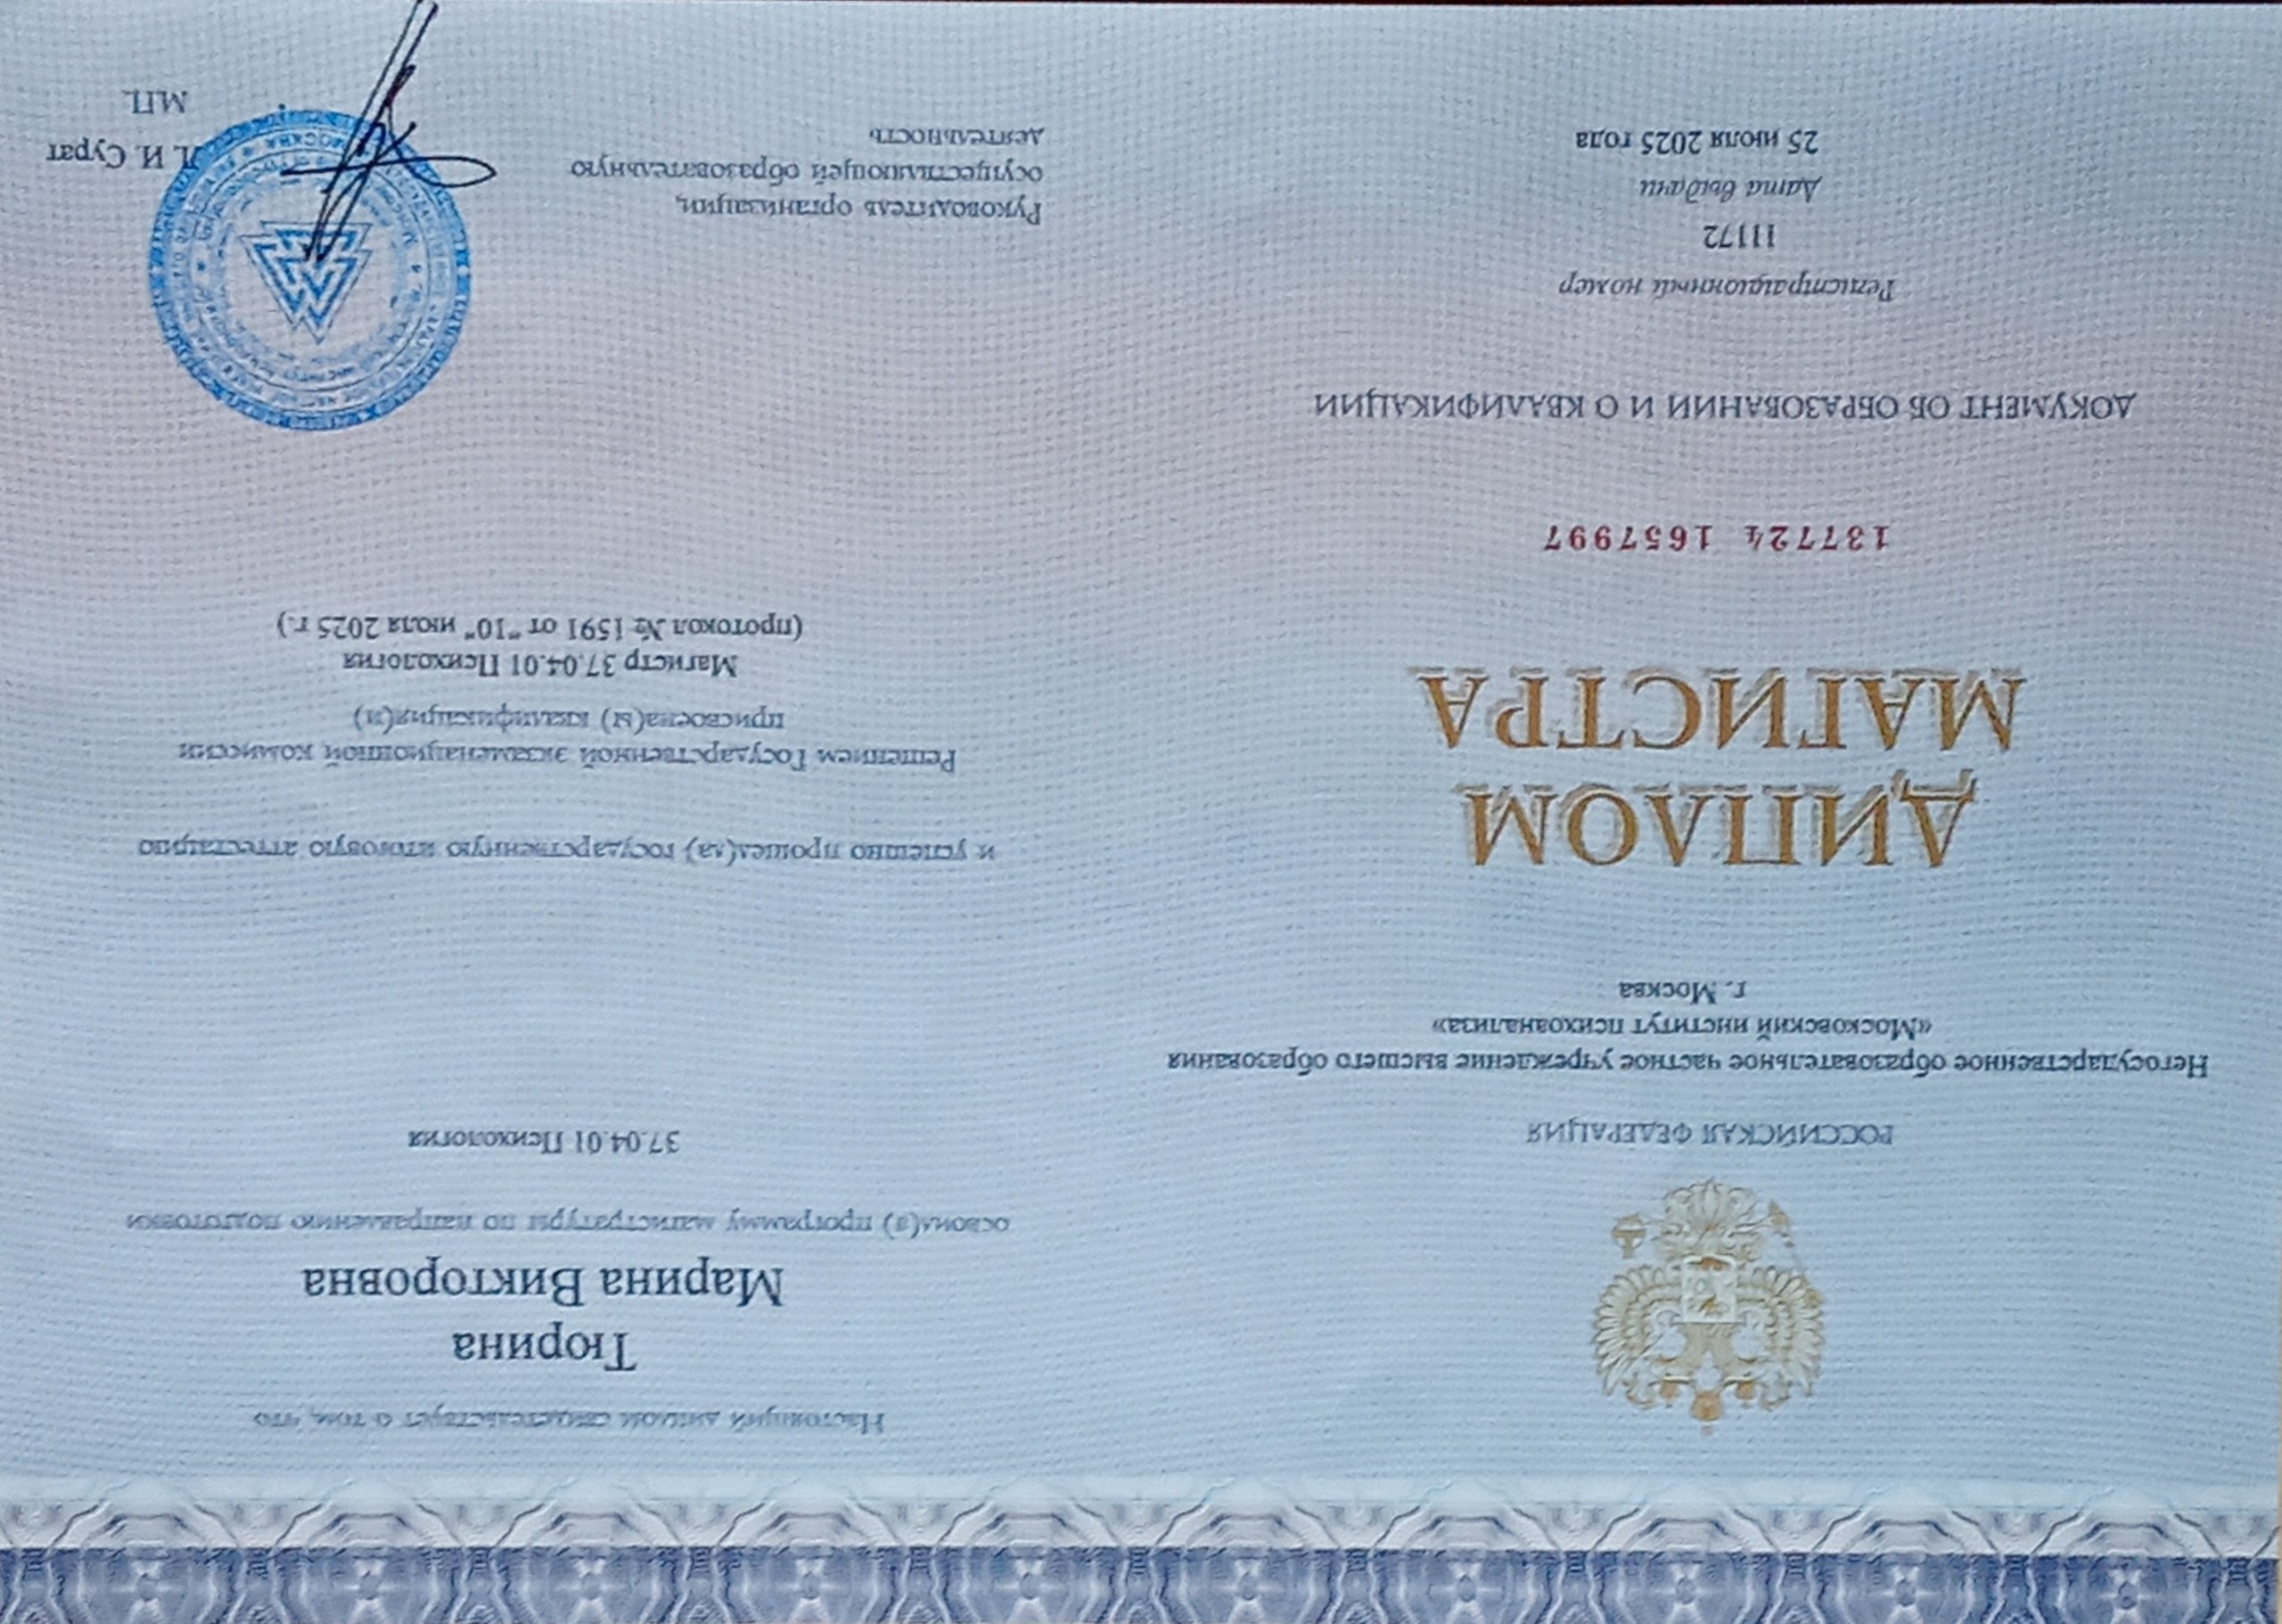 РОССИЙСКАЯ ФЕДЕРАЦИЯ
Негосударственное образовательное частное учреждение высшего образования
«Московский институт психоанализа»
г. Москва
ДИПЛОМ
МАГИСТРА
137724 1657997
ДОКУМЕНТ ОБ ОБРАЗОВАНИИ И О КВАЛИФИКАЦИИ
Регистрационный номер
11172
Дата выдачи
25 июля 2025 года
Настоящий диплом свидетельствует о том, что
Тюрина
Марина Викторовна
освоил(а) программу магистратуры по направлению подготовки
37.04.01 Психология
и успешно прошел(ла) государственную итоговую аттестацию
Решением Государственной экзаменационной комиссии
присвоена(ы) квалификация(и)
Магистр 37.04.01 Психология
(протокол № 1591 от "10" июля 2025 г.)
Руководитель организации,
осуществляющей образовательную
деятельность
Л. И. Сурат
М.П.
МОСКВА